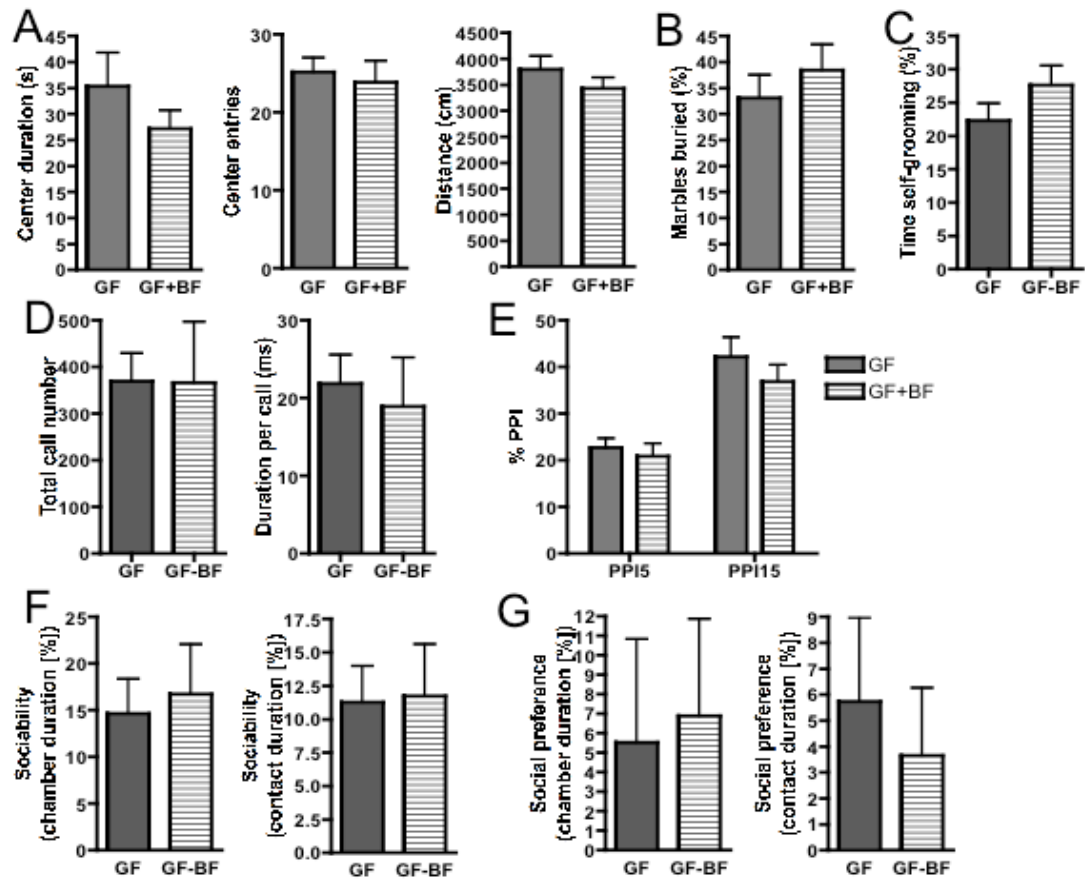 A
Center duration (s)
45
40
35
30
25
20
15
10
5
0
GF GF+BF
Center entries
30
20
10
0
GF GF+BF
Distance (cm)
4500
4000
3500
3000
2500
2000
1500
1000
500
0
GF GF+BF
B
Marbles buried (%)
45
40
35
30
25
20
15
10
5
0
GF GF+BF
C
Time self-grooming (%)
35
30
25
20
15
10
5
0
GF GF-BF
D
Total call number
500
400
300
200
100
0
GF GF-BF
Duration per call (ms)
30
20
10
0
GF GF-BF
E
% PPI
50
40
30
20
10
0
PPI5 PPI15
GF
GF+BF
F
Sociability
(chamber duration [%])
25
20
15
10
5
0
GF GF-BF
Sociability
(contact duration [%])
17.5
15.0
12.5
10.0
7.5
5.0
2.5
0.0
GF GF-BF
G
Social preference
(chamber duration [%])
12
11
10
9
8
7
6
5
4
3
2
1
0
GF GF-BF
Social preference
(contact duration [%])
9
8
7
6
5
4
3
2
1
0
GF GF-BF